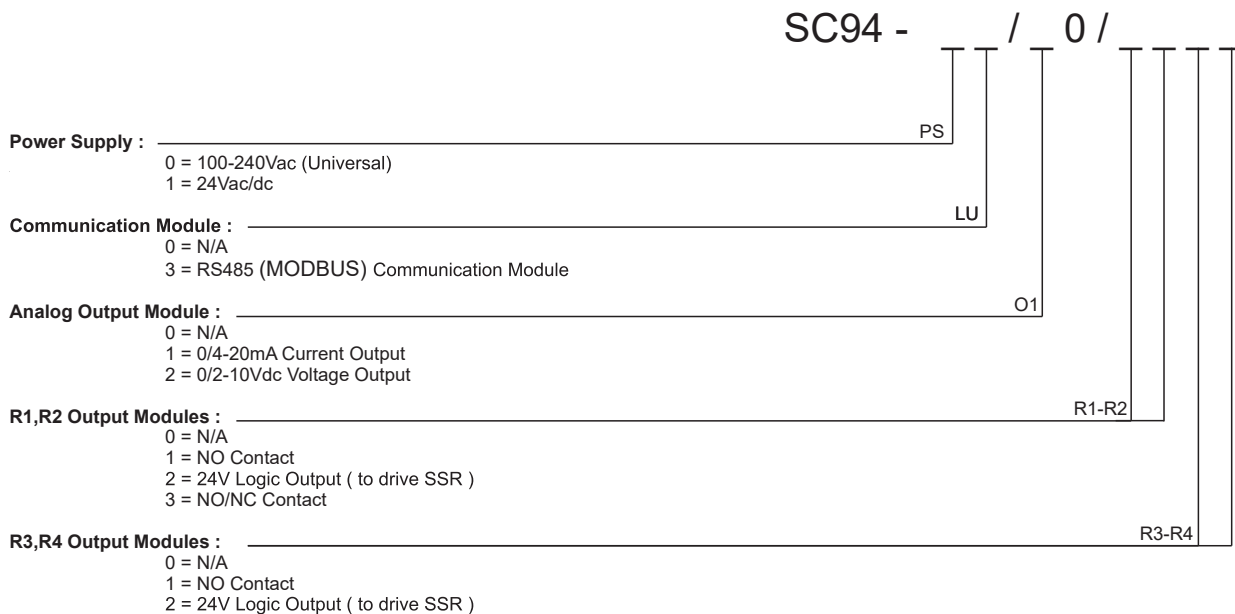 SC94 - _ _ / _ 0 / _ _ _ _
PS
Power Supply :
0 = 100-240Vac (Universal)
1 = 24Vac/dc
LU
Communication Module :
0 = N/A
3 = RS485 (MODBUS) Communication Module
O1
Analog Output Module :
0 = N/A
1 = 0/4-20mA Current Output
2 = 0/2-10Vdc Voltage Output
R1-R2
R1,R2 Output Modules :
0 = N/A
1 = NO Contact
2 = 24V Logic Output ( to drive SSR )
3 = NO/NC Contact
R3-R4
R3,R4 Output Modules :
0 = N/A
1 = NO Contact
2 = 24V Logic Output ( to drive SSR )